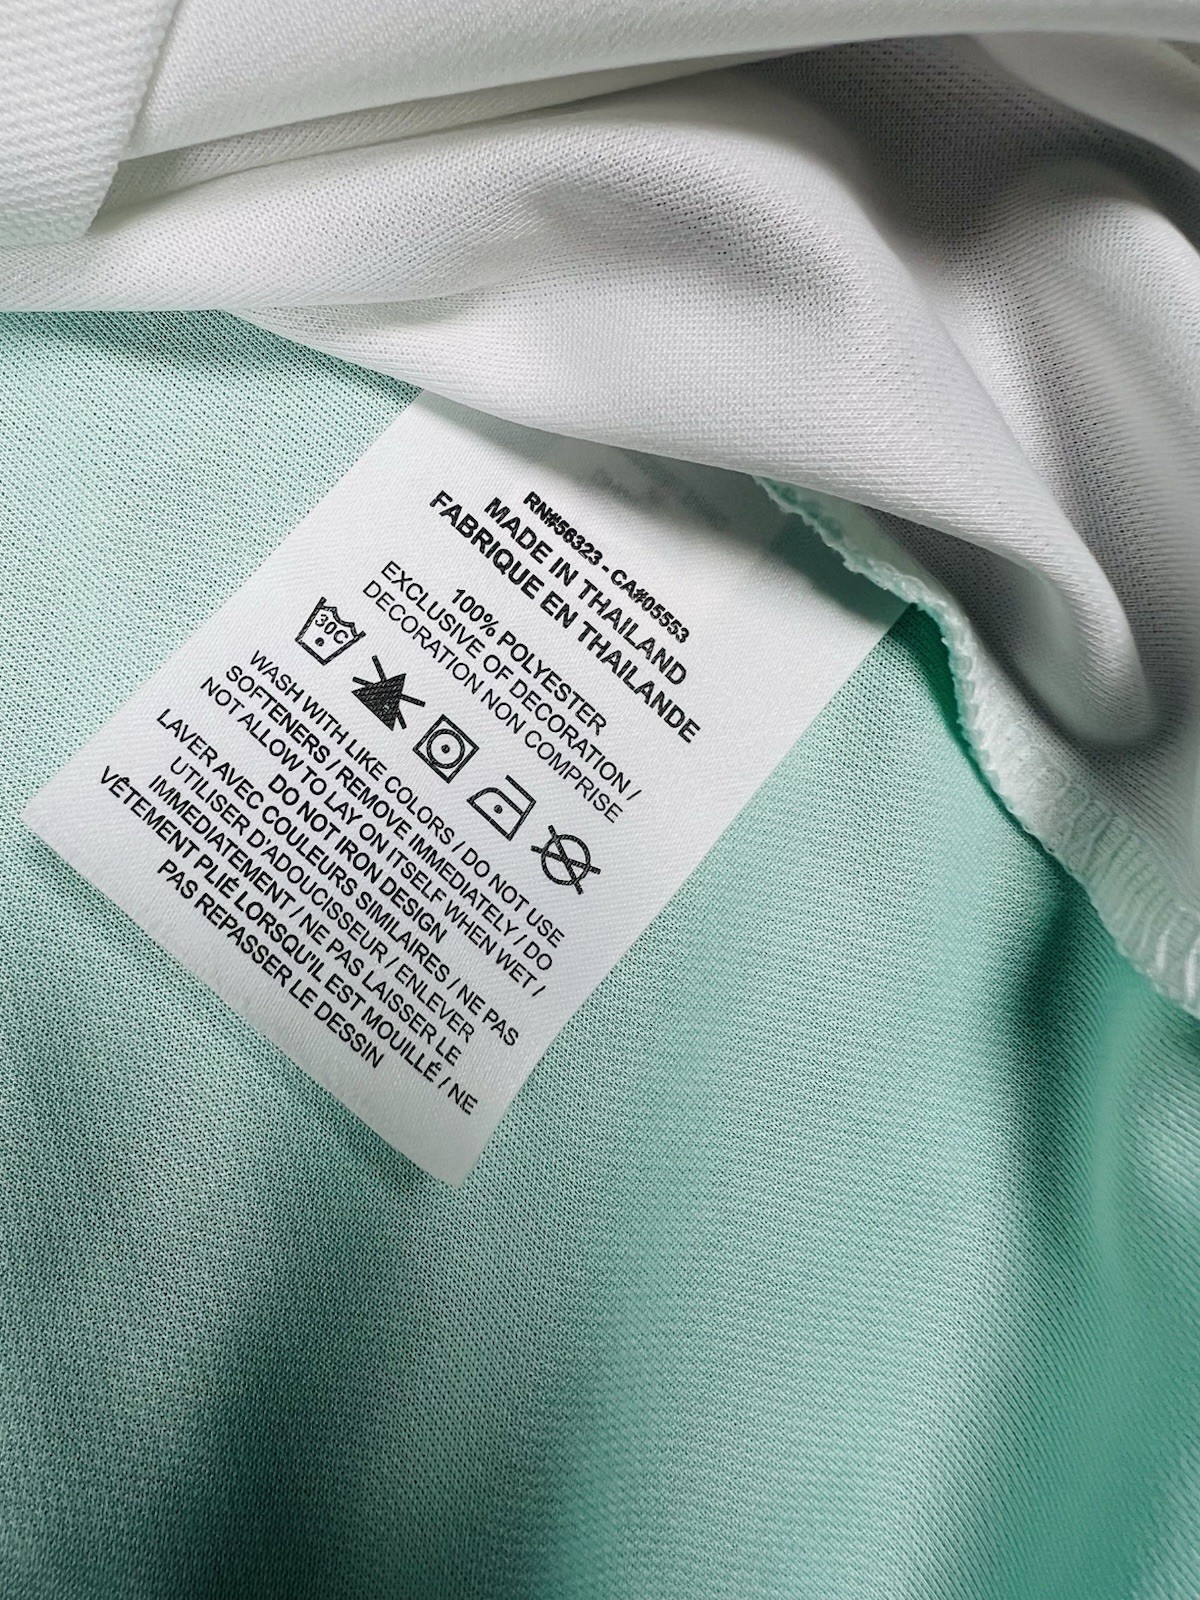 RN#56323 - CA#05553
MADE IN THAILAND
FABRIQUE EN THAILANDE
100% POLYESTER
EXCLUSIVE OF DECORATION /
DECORATION NON COMPRISE
30C
WASH WITH LIKE COLORS / DO NOT USE
SOFTENERS / REMOVE IMMEDIATELY / DO
NOT ALLOW TO LAY ON ITSELF WHEN WET /
DO NOT IRON DESIGN
LAVER AVEC COULEURS SIMILAIRES / NE PAS
UTILISER D'ADOUCISSEUR / ENLEVER
IMMEDIATEMENT / NE PAS LAISSER LE
VÊTEMENT PLIÉ LORSQU'IL EST MOUILLÉ / NE
PAS REPASSER LE DESSIN